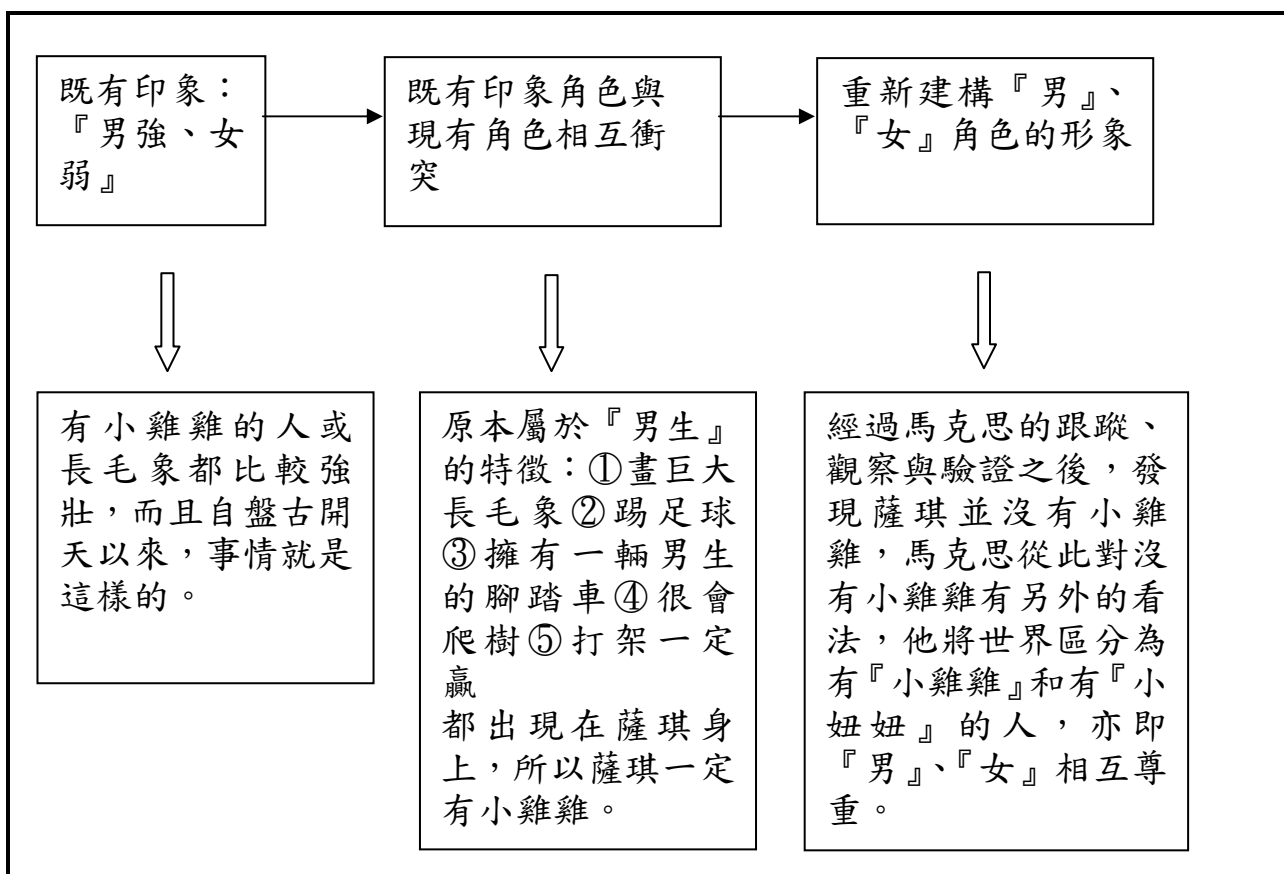 既有印象：
『男強、女
弱』
既有印象角色與
現有角色相互衝
突
重新建構『男』、
『女』角色的形象
有小雞雞的人或
長毛象都比較強
壯，而且自盤古開
天以來，事情就是
這樣的。
原本屬於『男生』
的特徵：①畫巨大
長毛象②踢足球
③擁有一輛男生
的腳踏車④很會
爬樹⑤打架一定
贏
都出現在薩琪身
上，所以薩琪一定
有小雞雞。
經過馬克思的跟蹤、
觀察與驗證之後，發
現薩琪並沒有小雞
雞，馬克思從此對沒
有小雞雞有另外的看
法，他將世界區分為
有『小雞雞』和有『小
妞妞』的人，亦即
『男』、『女』相互尊
重。